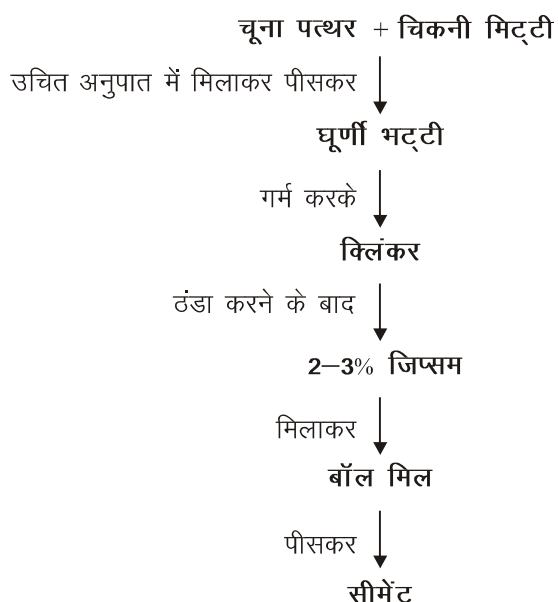 चूना पत्थर + चिकनी मिट्टी
उचित अनुपात में मिलाकर पीसकर
घूर्णी भट्टी
गर्म करके
क्लिंकर
ठंडा करने के बाद
2–3% जिप्सम
मिलाकर
बॉल मिल
पीसकर
सीमेंट